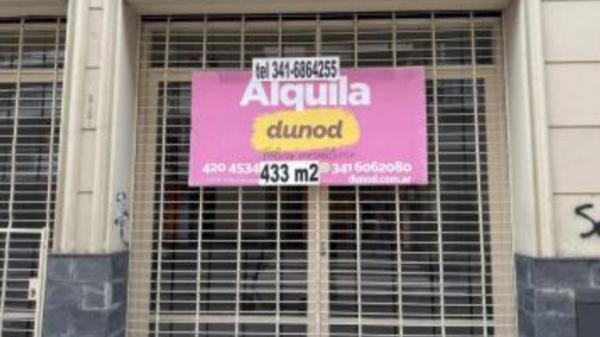 tel 341-6864255
Alquila
dunod
420 4534
341 6062080
433 m2
dunod.com.ar